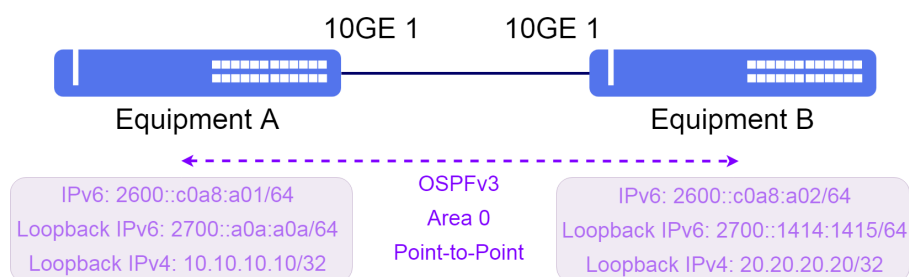 10GE 1
10GE 1
Equipment A
Equipment B
IPv6: 2600::c0a8:a01/64
Loopback IPv6: 2700::a0a:a0a/64
Loopback IPv4: 10.10.10.10/32
OSPFv3
Area 0
Point-to-Point
IPv6: 2600::c0a8:a02/64
Loopback IPv6: 2700::1414:1415/64
Loopback IPv4: 20.20.20.20/32